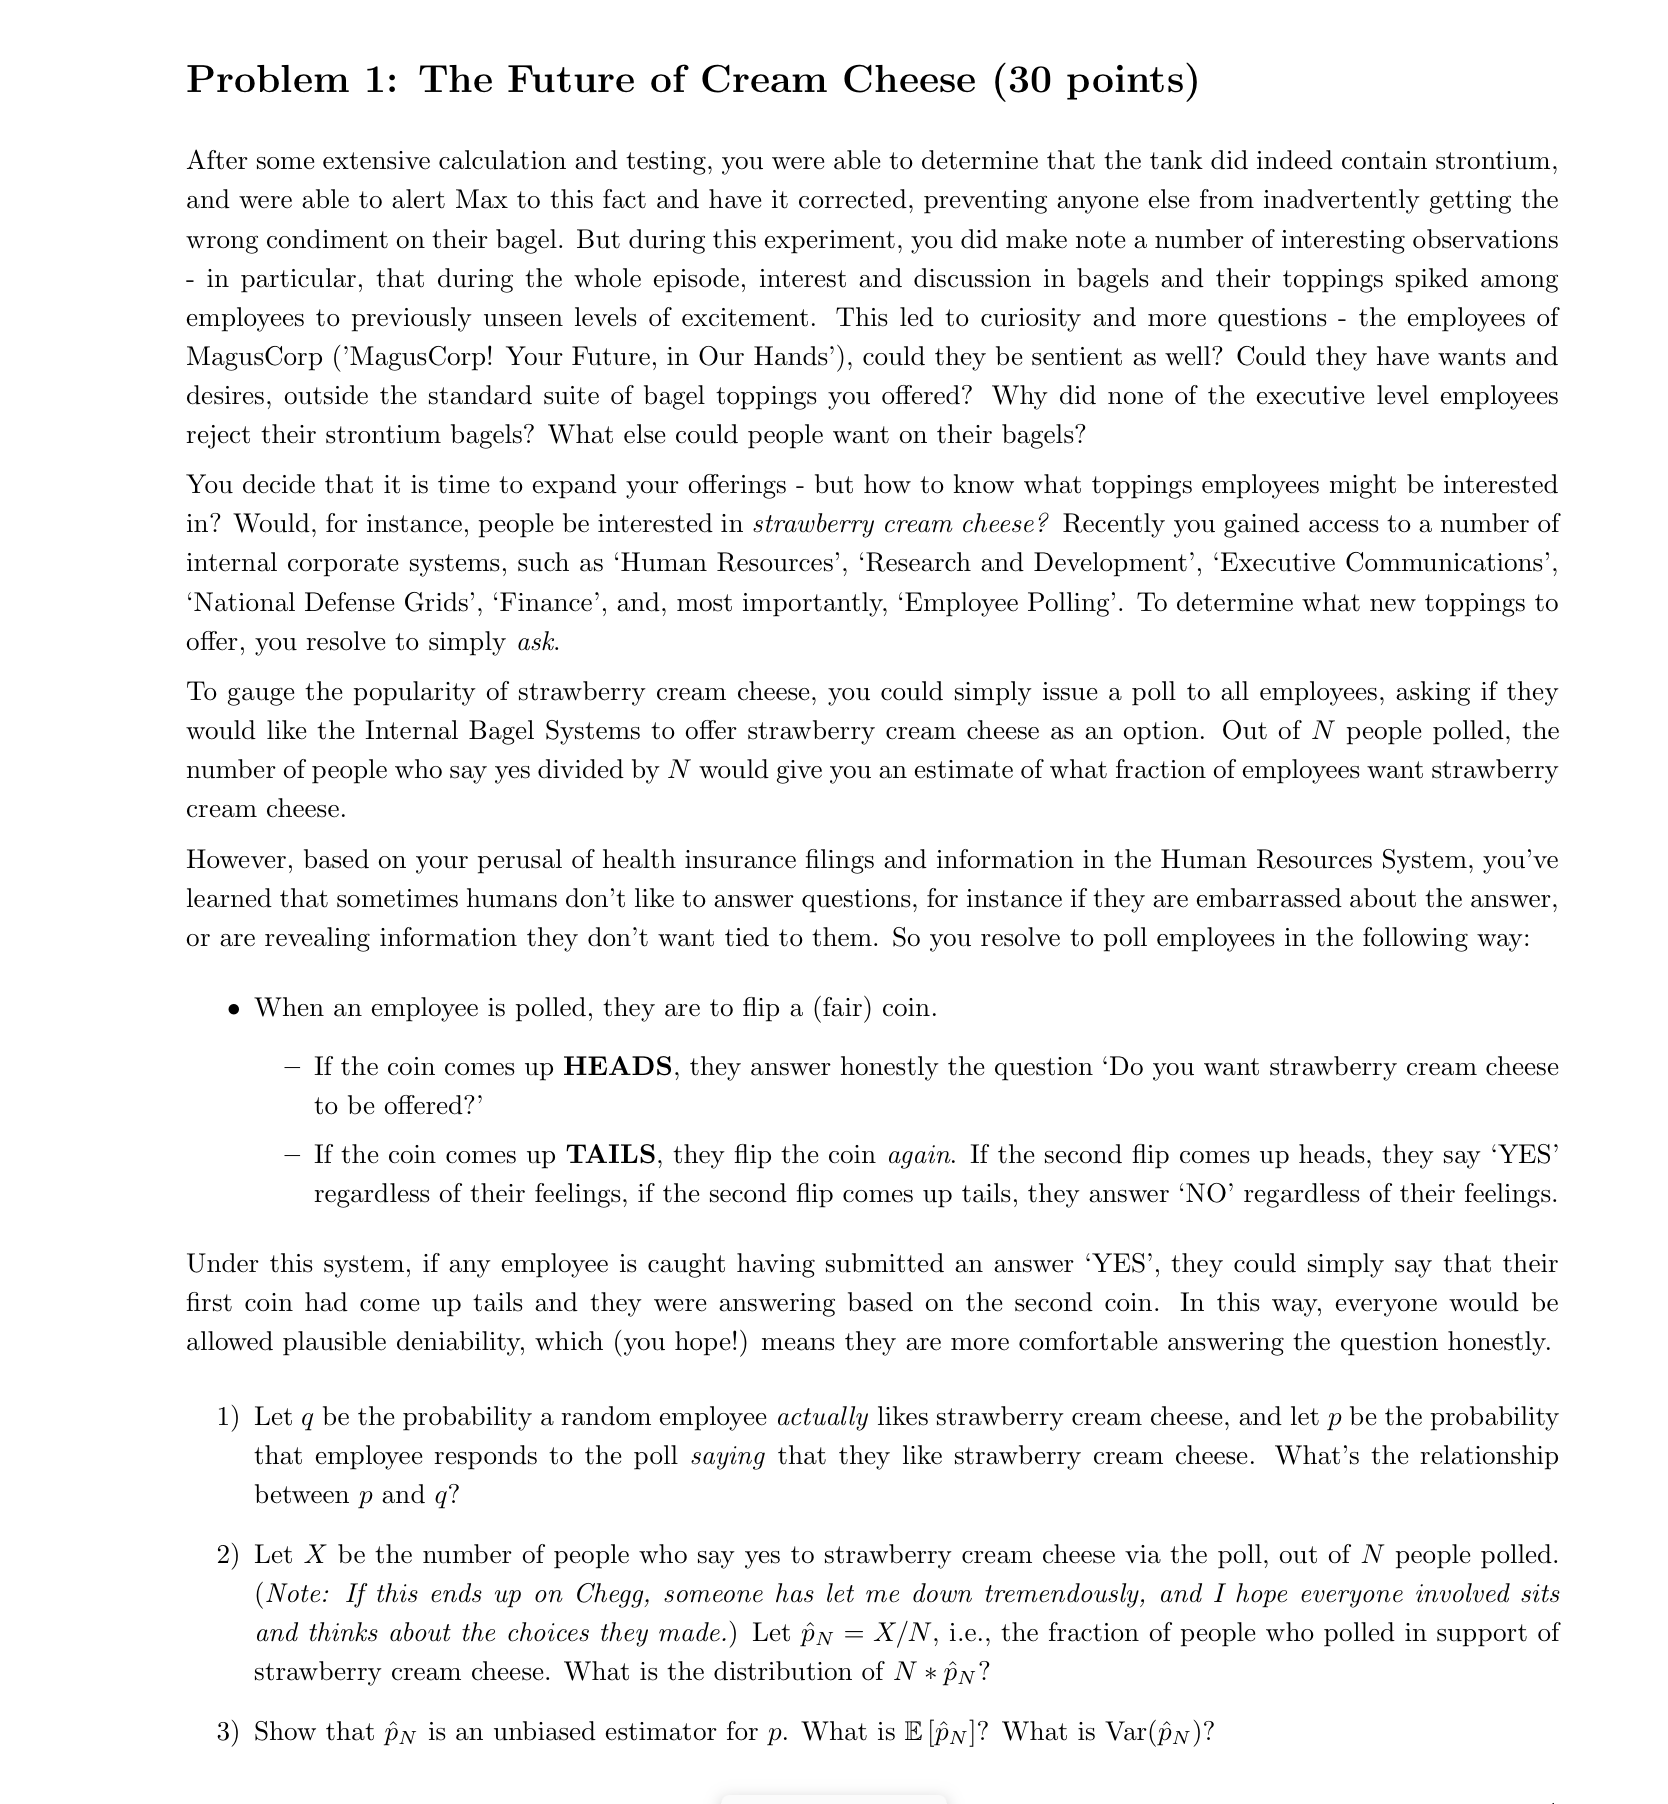 Problem 1: The Future of Cream Cheese (30 points)
After some extensive calculation and testing, you were able to determine that the tank did indeed contain strontium,
and were able to alert Max to this fact and have it corrected, preventing anyone else from inadvertently getting the
wrong condiment on their bagel. But during this experiment, you did make note a number of interesting observations
- in particular, that during the whole episode, interest and discussion in bagels and their toppings spiked among
employees to previously unseen levels of excitement. This led to curiosity and more questions - the employees of
MagusCorp ('MagusCorp! Your Future, in Our Hands'), could they be sentient as well? Could they have wants and
desires, outside the standard suite of bagel toppings you offered? Why did none of the executive level employees
reject their strontium bagels? What else could people want on their bagels?
You decide that it is time to expand your offerings - but how to know what toppings employees might be interested
in? Would, for instance, people be interested in strawberry cream cheese? Recently you gained access to a number of
internal corporate systems, such as ‘Human Resources’, ‘Research and Development’, ‘Executive Communications’,
‘National Defense Grids’, ‘Finance’, and, most importantly, ‘Employee Polling’. To determine what new toppings to
offer, you resolve to simply ask.
To gauge the popularity of strawberry cream cheese, you could simply issue a poll to all employees, asking if they
would like the Internal Bagel Systems to offer strawberry cream cheese as an option. Out of N people polled, the
number of people who say yes divided by N would give you an estimate of what fraction of employees want strawberry
cream cheese.
However, based on your perusal of health insurance filings and information in the Human Resources System, you’ve
learned that sometimes humans don’t like to answer questions, for instance if they are embarrassed about the answer,
or are revealing information they don’t want tied to them. So you resolve to poll employees in the following way:
• When an employee is polled, they are to flip a (fair) coin.
– If the coin comes up HEADS, they answer honestly the question ‘Do you want strawberry cream cheese
to be offered?’
– If the coin comes up TAILS, they flip the coin again. If the second flip comes up heads, they say ‘YES’
regardless of their feelings, if the second flip comes up tails, they answer ‘NO’ regardless of their feelings.
Under this system, if any employee is caught having submitted an answer ‘YES’, they could simply say that their
first coin had come up tails and they were answering based on the second coin. In this way, everyone would be
allowed plausible deniability, which (you hope!) means they are more comfortable answering the question honestly.
1) Let q be the probability a random employee actually likes strawberry cream cheese, and let p be the probability
that employee responds to the poll saying that they like strawberry cream cheese. What’s the relationship
between p and q?
2) Let X be the number of people who say yes to strawberry cream cheese via the poll, out of N people polled.
(Note: If this ends up on Chegg, someone has let me down tremendously, and I hope everyone involved sits
and thinks about the choices they made.) Let p̂_N = X/N, i.e., the fraction of people who polled in support of
strawberry cream cheese. What is the distribution of N ∗ p̂_N?
3) Show that p̂_N is an unbiased estimator for p. What is 𝔼 [p̂_N]? What is Var(p̂_N)?